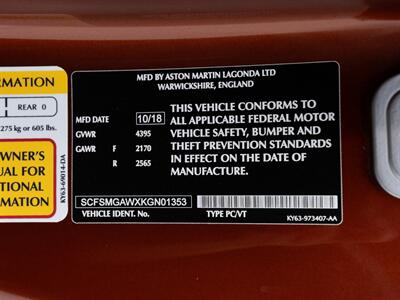 ORMATION
REAR 0
275 kg or 605 lbs.
WNER'S
UAL FOR
TIONAL
MATION
KY63-69014-DA
MFD BY ASTON MARTIN LAGONDA LTD
WARWICKSHIRE, ENGLAND
MFD DATE 10/18
GVWR 4395
GAWR F 2170
R 2565
THIS VEHICLE CONFORMS TO
ALL APPLICABLE FEDERAL MOTOR
VEHICLE SAFETY, BUMPER AND
THEFT PREVENTION STANDARDS
IN EFFECT ON THE DATE OF
MANUFACTURE.
SCFSMGAWXKGN01353
VEHICLE IDENT. NO.
TYPE PC/VT
KY63-973407-AA